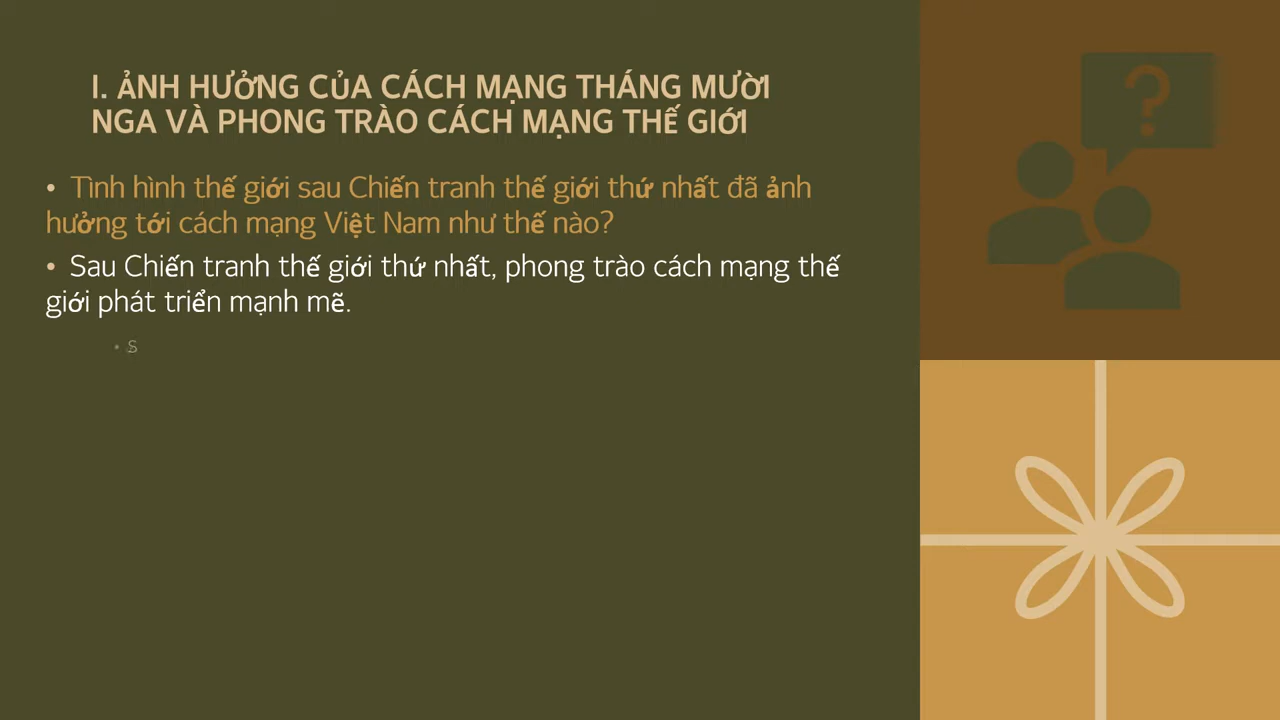 I. ẢNH HƯỞNG CỦA CÁCH MẠNG THÁNG MƯỜI
NGA VÀ PHONG TRÀO CÁCH MẠNG THẾ GIỚI
• Tình hình thế giới sau Chiến tranh thế giới thứ nhất đã ảnh
hưởng tới cách mạng Việt Nam như thế nào?
• Sau Chiến tranh thế giới thứ nhất, phong trào cách mạng thế
giới phát triển mạnh mẽ.
• S
?